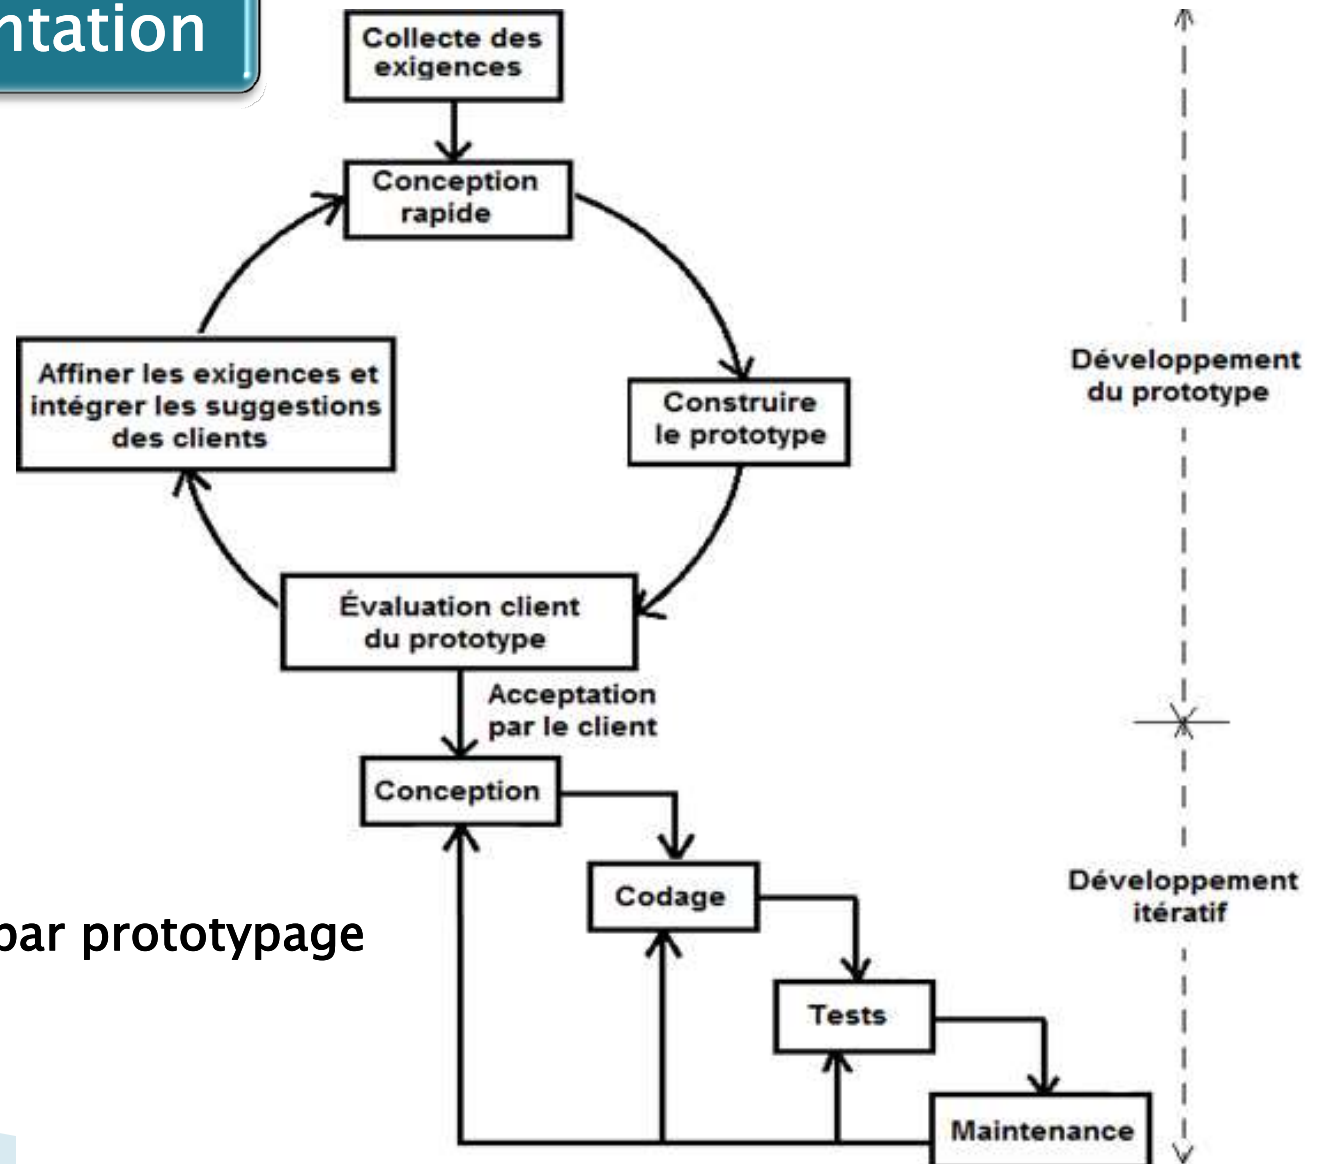 ntation
Collecte des
exigences
Conception
rapide
Affiner les exigences et
intégrer les suggestions
des clients
Construire
le prototype
Développement
du prototype
Évaluation client
du prototype
Acceptation
par le client
Conception
Codage
Développement
itératif
par prototypage
Tests
Maintenance